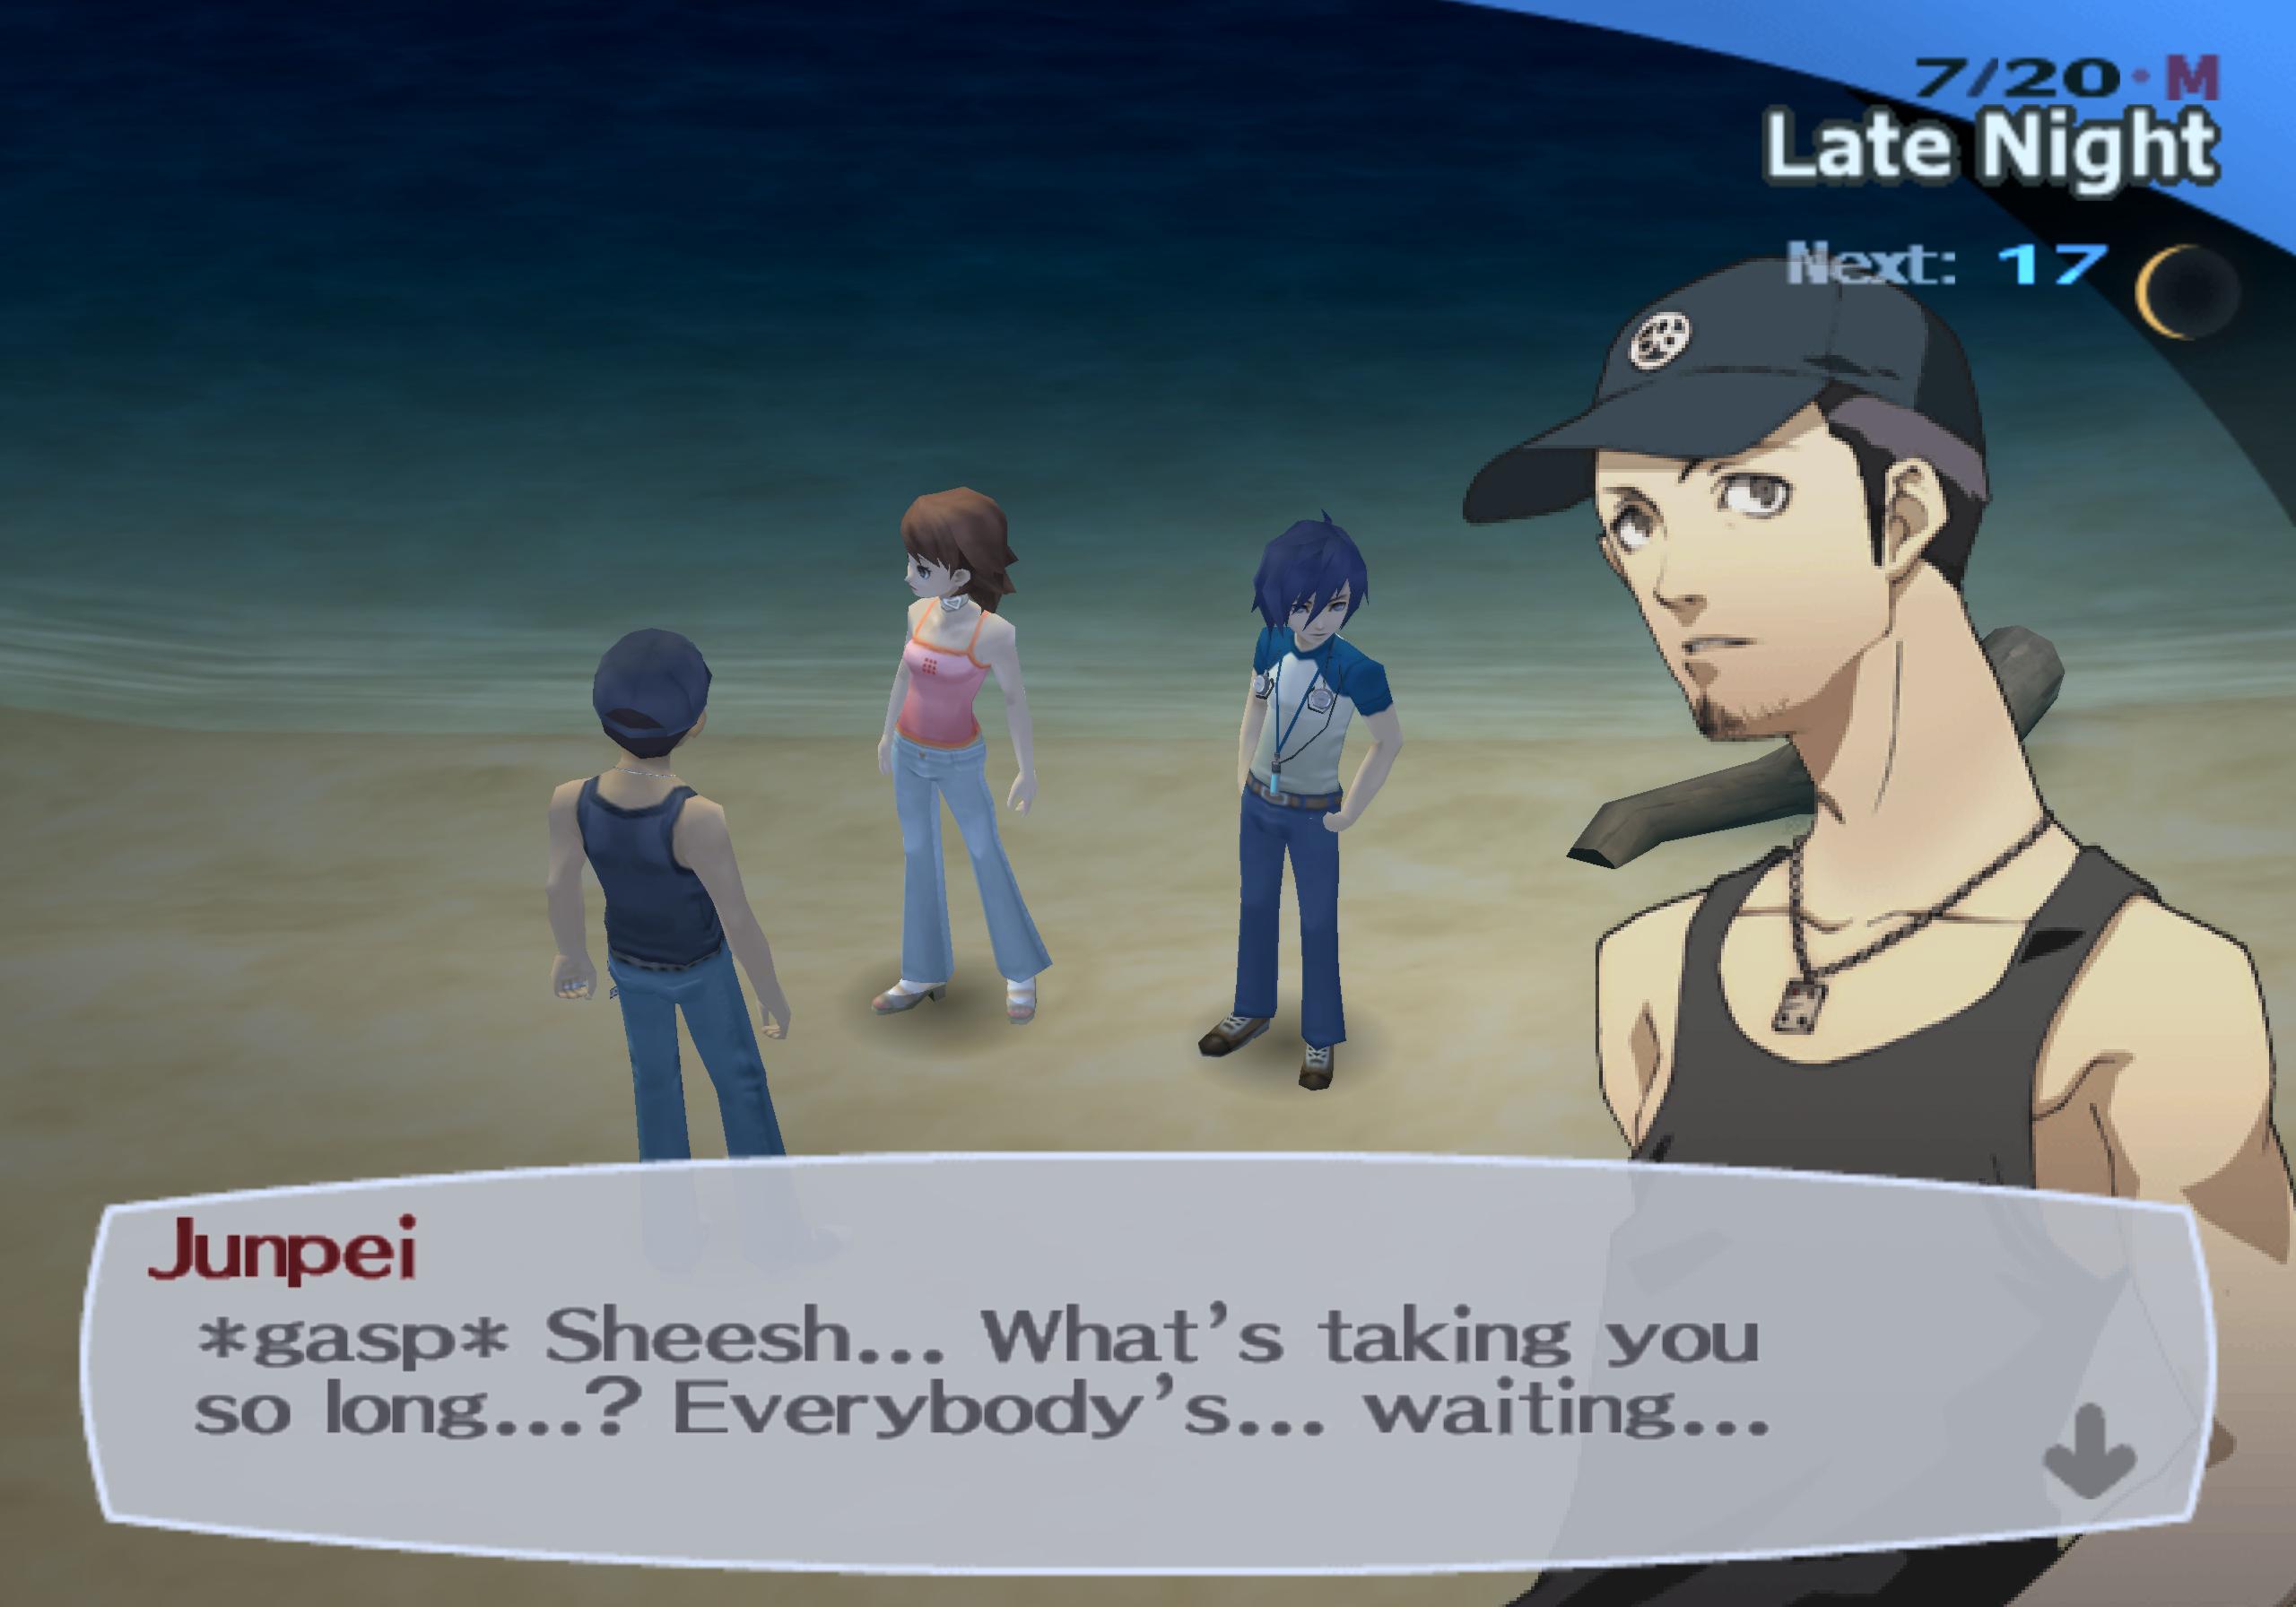 7/20·M
Late Night
Next: 17
Junpei
*gasp* Sheesh... What's taking you
so long...? Everybody's... waiting...